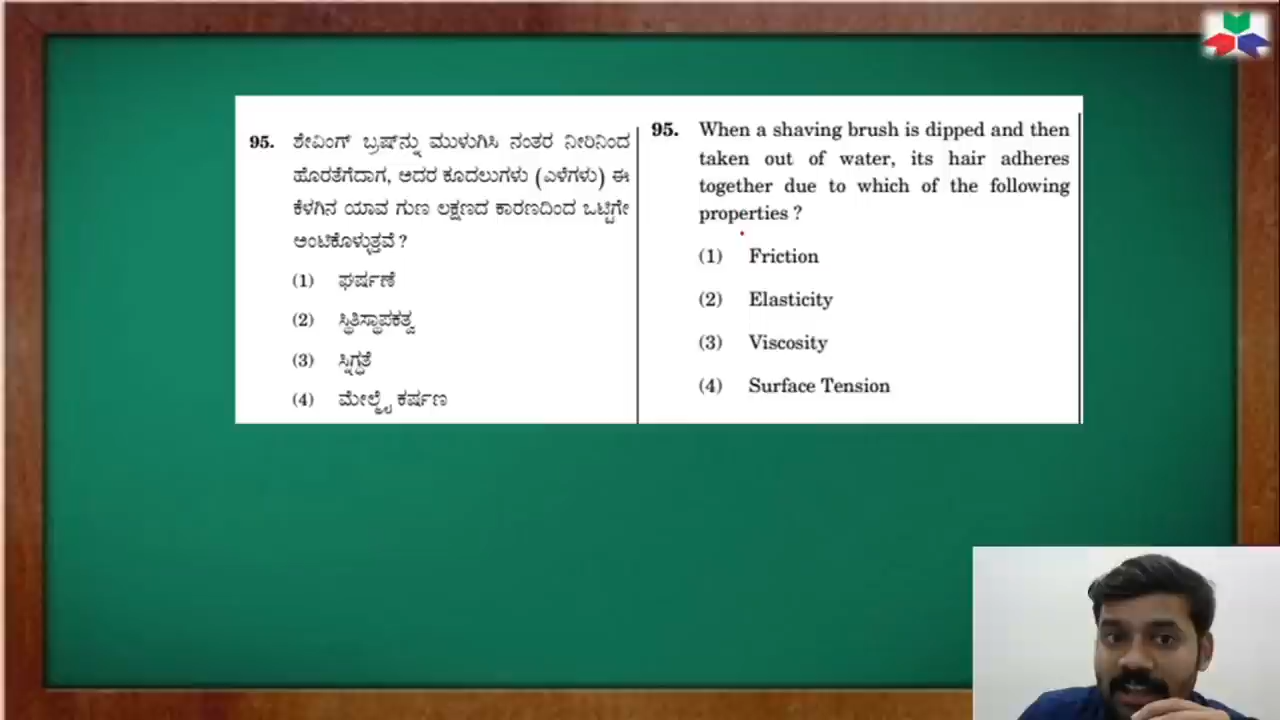 95. ಶೇವಿಂಗ್ ಬ್ರಷ್‌ನ್ನು ಮುಳುಗಿಸಿ ನಂತರ ನೀರಿನಿಂದ
ಹೊರತೆಗೆದಾಗ, ಅದರ ಕೂದಲುಗಳು (ಎಳೆಗಳು) ಈ
ಕೆಳಗಿನ ಯಾವ ಗುಣ ಲಕ್ಷಣದ ಕಾರಣದಿಂದ ಒಟ್ಟಿಗೇ
ಅಂಟಿಕೊಳ್ಳುತ್ತವೆ ?
(1) ಘರ್ಷಣೆ
(2) ಸ್ಥಿತಿಸ್ಥಾಪಕತ್ವ
(3) ಸ್ನಿಗ್ಧತೆ
(4) ಮೇಲ್ಮೈ ಕರ್ಷಣ
95. When a shaving brush is dipped and then
taken out of water, its hair adheres
together due to which of the following
properties ?
(1) Friction
(2) Elasticity
(3) Viscosity
(4) Surface Tension